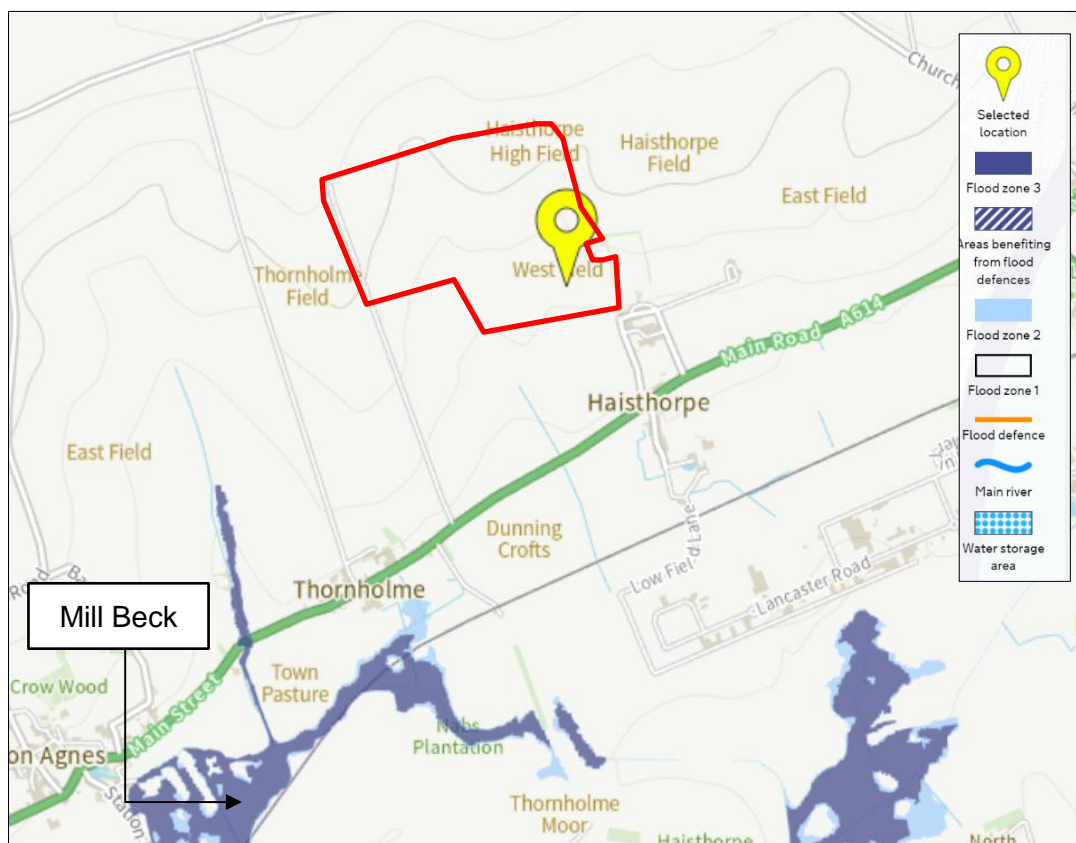 Church
Haisthorpe
High Field
Haisthorpe
Field
East Field
West Field
Thornholme
Field
Main Road A614
Haisthorpe
East Field
Dunning
Crofts
Low Field Lane
Lancaster Road
Thornholme
Road
Ba
Mill Beck
Town
Pasture
Crow Wood
Main Street
Nabs
Plantation
on Agnes
Station
Thornholme
Moor
Haisthorpe
North
Selected
location
Flood zone 3
Areas benefiting
from flood
defences
Flood zone 2
Flood zone 1
Flood defence
Main river
Water storage
area